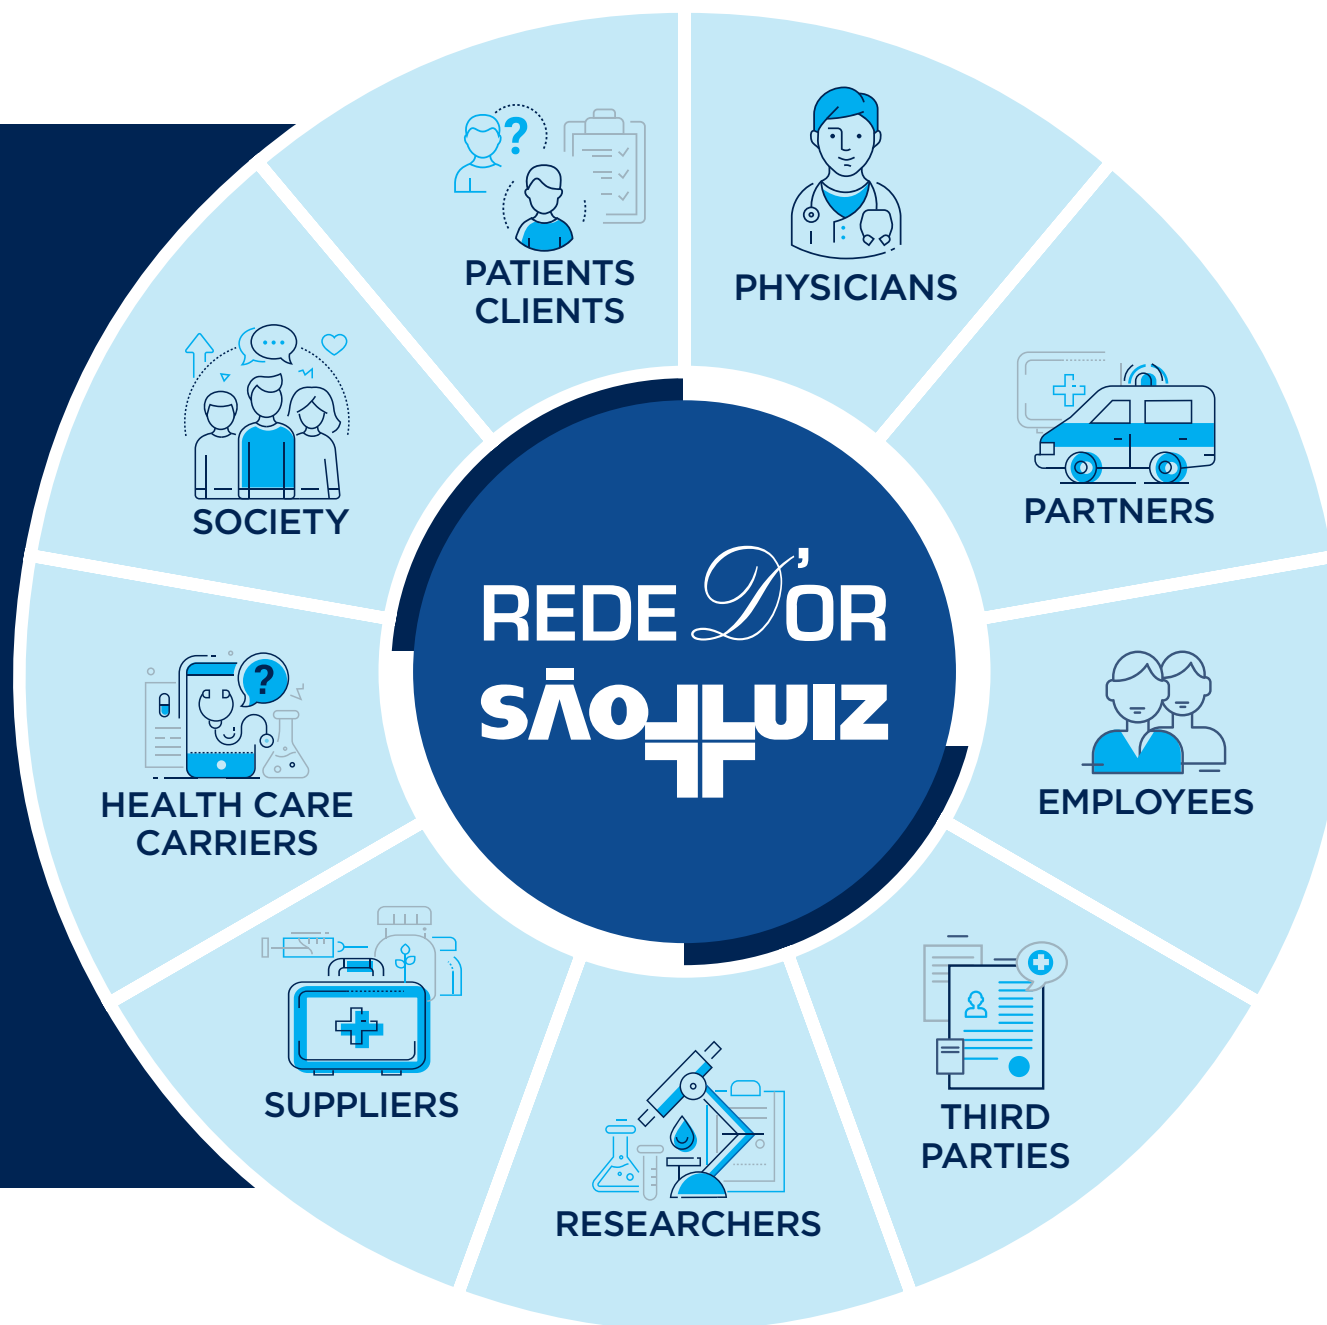 PATIENTS
CLIENTS
?
PHYSICIANS
PARTNERS
SOCIETY
REDE D'OR
SÃO LUIZ
?
HEALTH CARE
CARRIERS
EMPLOYEES
SUPPLIERS
THIRD
PARTIES
RESEARCHERS